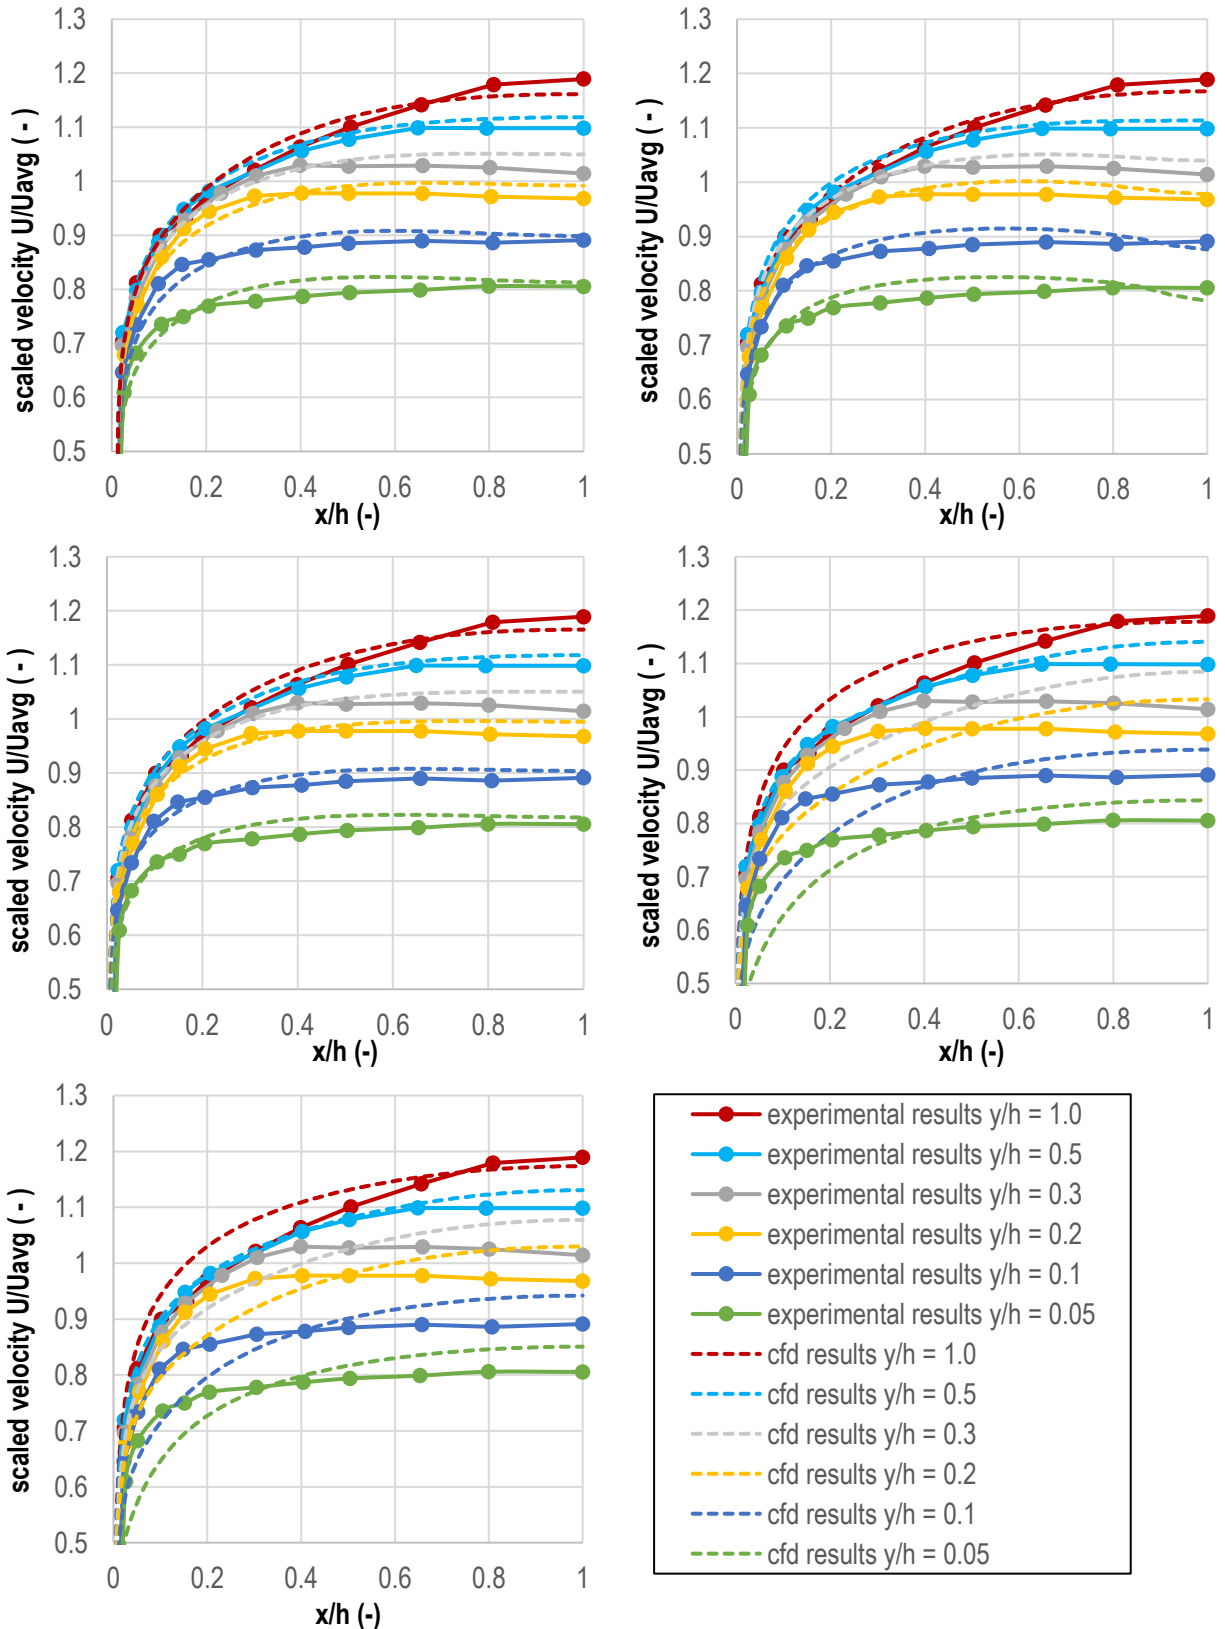 1.3
1.2
1.1
1
0.9
0.8
0.7
0.6
0.5
0 0.2 0.4 0.6 0.8 1
scaled velocity U/Uavg ( - )
x/h (-)
1.3
1.2
1.1
1
0.9
0.8
0.7
0.6
0.5
0 0.2 0.4 0.6 0.8 1
scaled velocity U/Uavg ( - )
x/h (-)
1.3
1.2
1.1
1
0.9
0.8
0.7
0.6
0.5
0 0.2 0.4 0.6 0.8 1
scaled velocity U/Uavg ( - )
x/h (-)
1.3
1.2
1.1
1
0.9
0.8
0.7
0.6
0.5
0 0.2 0.4 0.6 0.8 1
scaled velocity U/Uavg ( - )
x/h (-)
1.3
1.2
1.1
1
0.9
0.8
0.7
0.6
0.5
0 0.2 0.4 0.6 0.8 1
scaled velocity U/Uavg ( - )
x/h (-)
experimental results y/h = 1.0
experimental results y/h = 0.5
experimental results y/h = 0.3
experimental results y/h = 0.2
experimental results y/h = 0.1
experimental results y/h = 0.05
cfd results y/h = 1.0
cfd results y/h = 0.5
cfd results y/h = 0.3
cfd results y/h = 0.2
cfd results y/h = 0.1
cfd results y/h = 0.05